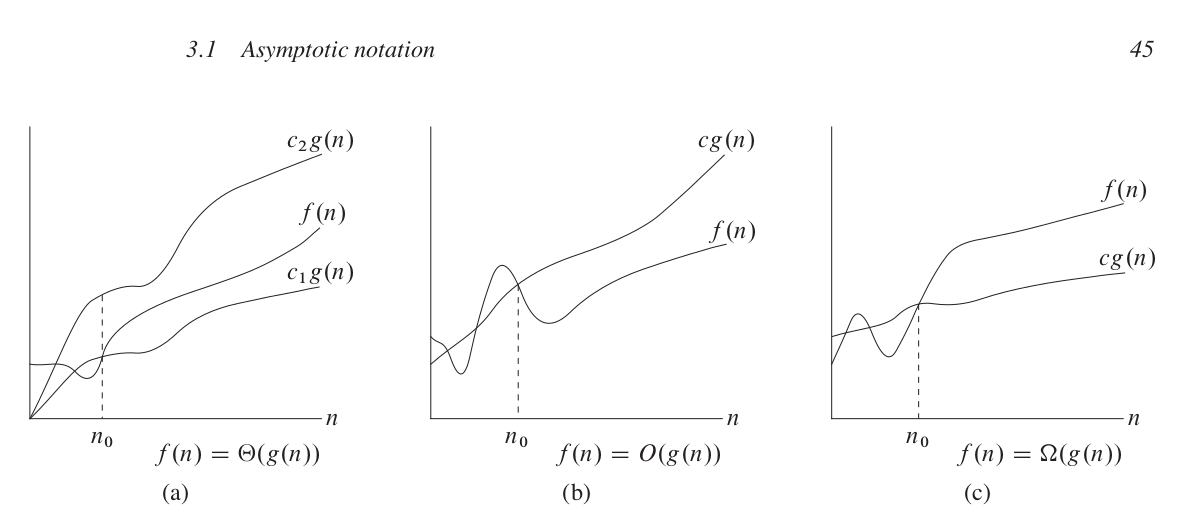 3.1 Asymptotic notation 45
c₂g(n)
f(n)
c₁g(n)
n
n₀
f(n) = Θ(g(n))
(a)
cg(n)
f(n)
n
n₀
f(n) = O(g(n))
(b)
f(n)
cg(n)
n
n₀
f(n) = Ω(g(n))
(c)